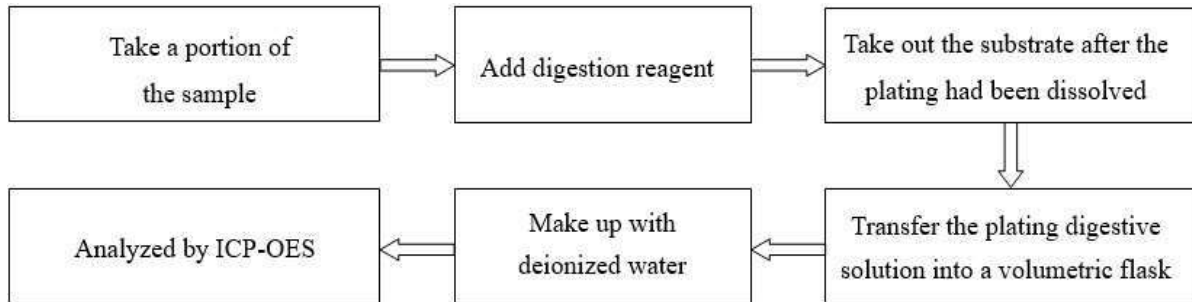 Take a portion of
the sample
Add digestion reagent
Take out the substrate after the
plating had been dissolved
Transfer the plating digestive
solution into a volumetric flask
Make up with
deionized water
Analyzed by ICP-OES